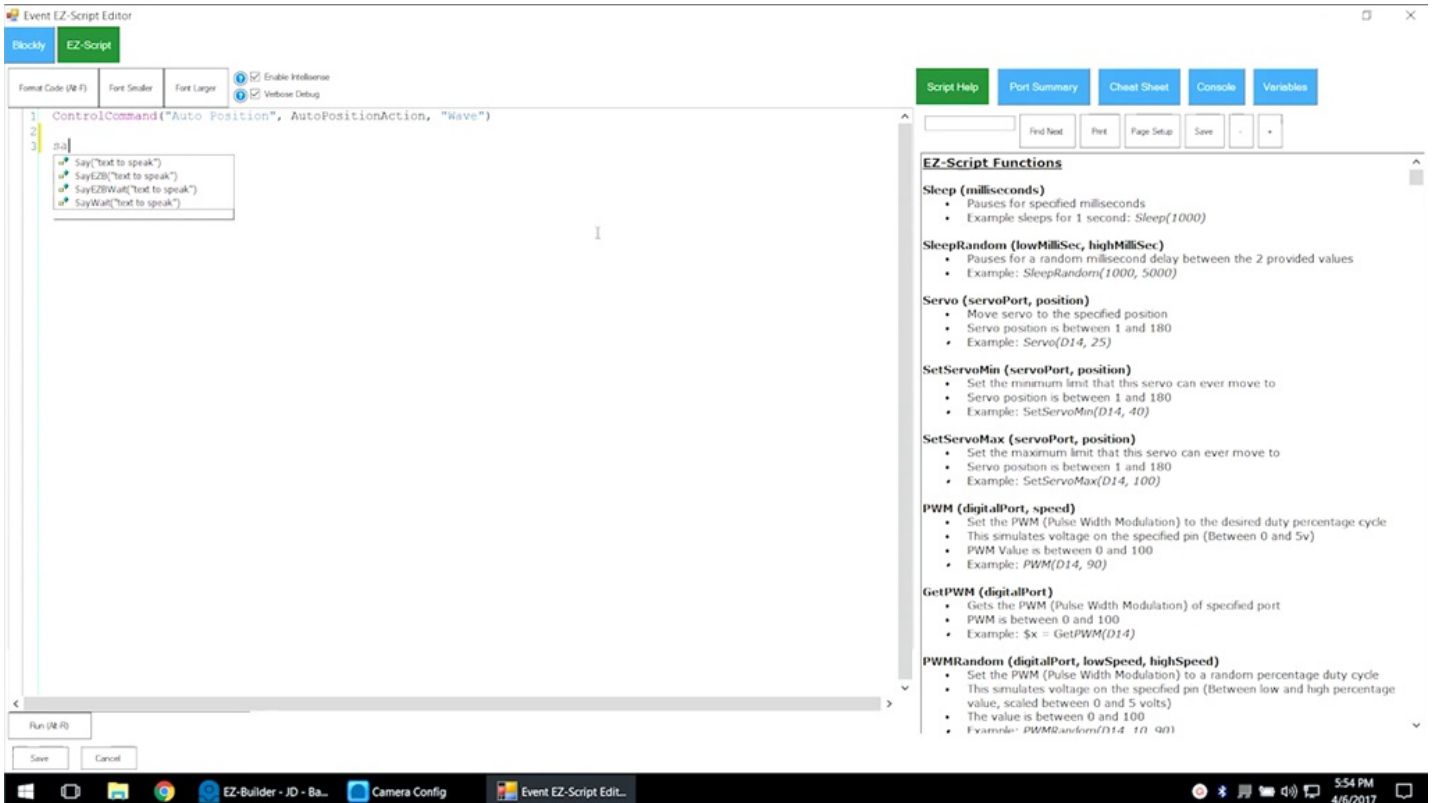 Event EZ-Script Editor
Blockly
EZ-Script
Format Code (Alt-F)
Font Smaller
Font Larger
Enable Intellisense
Verbose Debug
1 ControlCommand("Auto Position", AutoPositionAction, "Wave")
2
3 sa
Say("text to speak")
SayEZB("text to speak")
SayEZBWait("text to speak")
SayWait("text to speak")
Run (Alt-R)
Save
Cancel
Script Help
Port Summary
Cheat Sheet
Console
Variables
Find Next
Print
Page Setup
Save
-
+
EZ-Script Functions
Sleep (milliseconds)
• Pauses for specified milliseconds
• Example sleeps for 1 second: Sleep(1000)
SleepRandom (lowMilliSec, highMilliSec)
• Pauses for a random millisecond delay between the 2 provided values
• Example: SleepRandom(1000, 5000)
Servo (servoPort, position)
• Move servo to the specified position
• Servo position is between 1 and 180
• Example: Servo(D14, 25)
SetServoMin (servoPort, position)
• Set the minimum limit that this servo can ever move to
• Servo position is between 1 and 180
• Example: SetServoMin(D14, 40)
SetServoMax (servoPort, position)
• Set the maximum limit that this servo can ever move to
• Servo position is between 1 and 180
• Example: SetServoMax(D14, 100)
PWM (digitalPort, speed)
• Set the PWM (Pulse Width Modulation) to the desired duty percentage cycle
• This simulates voltage on the specified pin (Between 0 and 5v)
• PWM Value is between 0 and 100
• Example: PWM(D14, 90)
GetPWM (digitalPort)
• Gets the PWM (Pulse Width Modulation) of specified port
• PWM is between 0 and 100
• Example: $x = GetPWM(D14)
PWMRandom (digitalPort, lowSpeed, highSpeed)
• Set the PWM (Pulse Width Modulation) to a random percentage duty cycle
• This simulates voltage on the specified pin (Between low and high percentage
value, scaled between 0 and 5 volts)
• The value is between 0 and 100
• Example: PWMRandom(D14, 10, 90)
EZ-Builder - JD - Ba...
Camera Config
Event EZ-Script Edit...
5:54 PM
4/6/2017